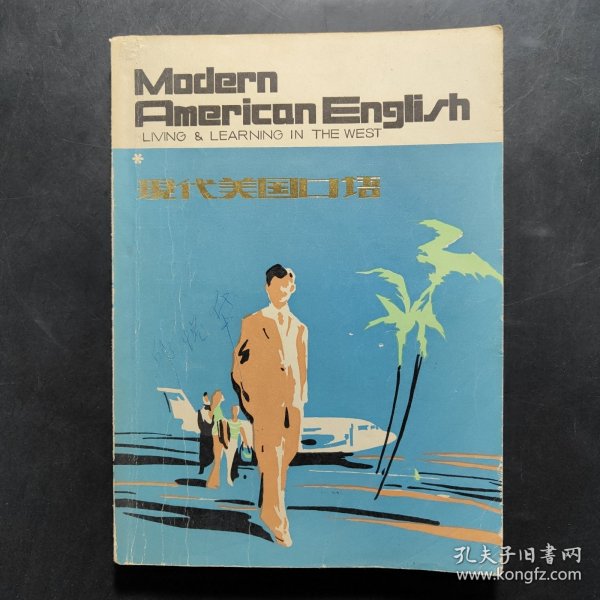 Modern
American English
LIVING & LEARNING IN THE WEST
*
现代美国口语
孔夫子旧书网
www.kongfz.com